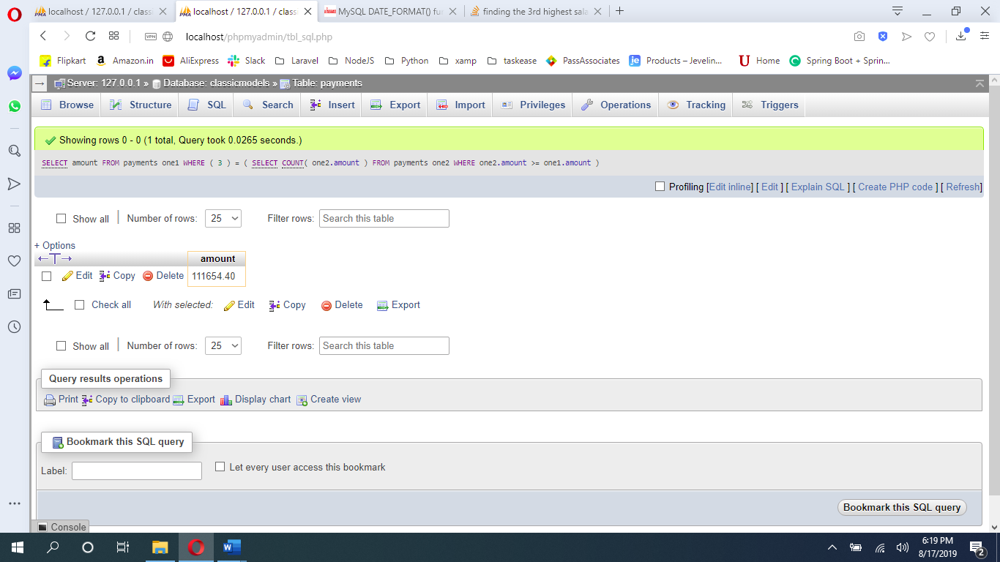 localhost / 127.0.0.1 / classi
localhost / 127.0.0.1 / classi
MySQL DATE_FORMAT() fu
finding the 3rd highest sala
VPN
localhost/phpmyadmin/tbl_sql.php
Flipkart
Amazon.in
AliExpress
Slack
Laravel
NodeJS
Python
xamp
taskease
PassAssociates
Products – Jevelin...
Home
Spring Boot + Sprin...
Server: 127.0.0.1 » Database: classicmodels » Table: payments
Browse
Structure
SQL
Search
Insert
Export
Import
Privileges
Operations
Tracking
Triggers
Showing rows 0 - 0 (1 total, Query took 0.0265 seconds.)
SELECT amount FROM payments one1 WHERE ( 3 ) = ( SELECT COUNT( one2.amount ) FROM payments one2 WHERE one2.amount >= one1.amount )
Profiling [Edit inline] [ Edit ] [ Explain SQL ] [ Create PHP code ] [ Refresh]
Show all Number of rows: 25 Filter rows: Search this table
+ Options
←T→ amount
Edit Copy Delete 111654.40
Check all With selected: Edit Copy Delete Export
Show all Number of rows: 25 Filter rows: Search this table
Query results operations
Print Copy to clipboard Export Display chart Create view
Bookmark this SQL query
Label: Let every user access this bookmark
Bookmark this SQL query
Console
6:19 PM
8/17/2019
2